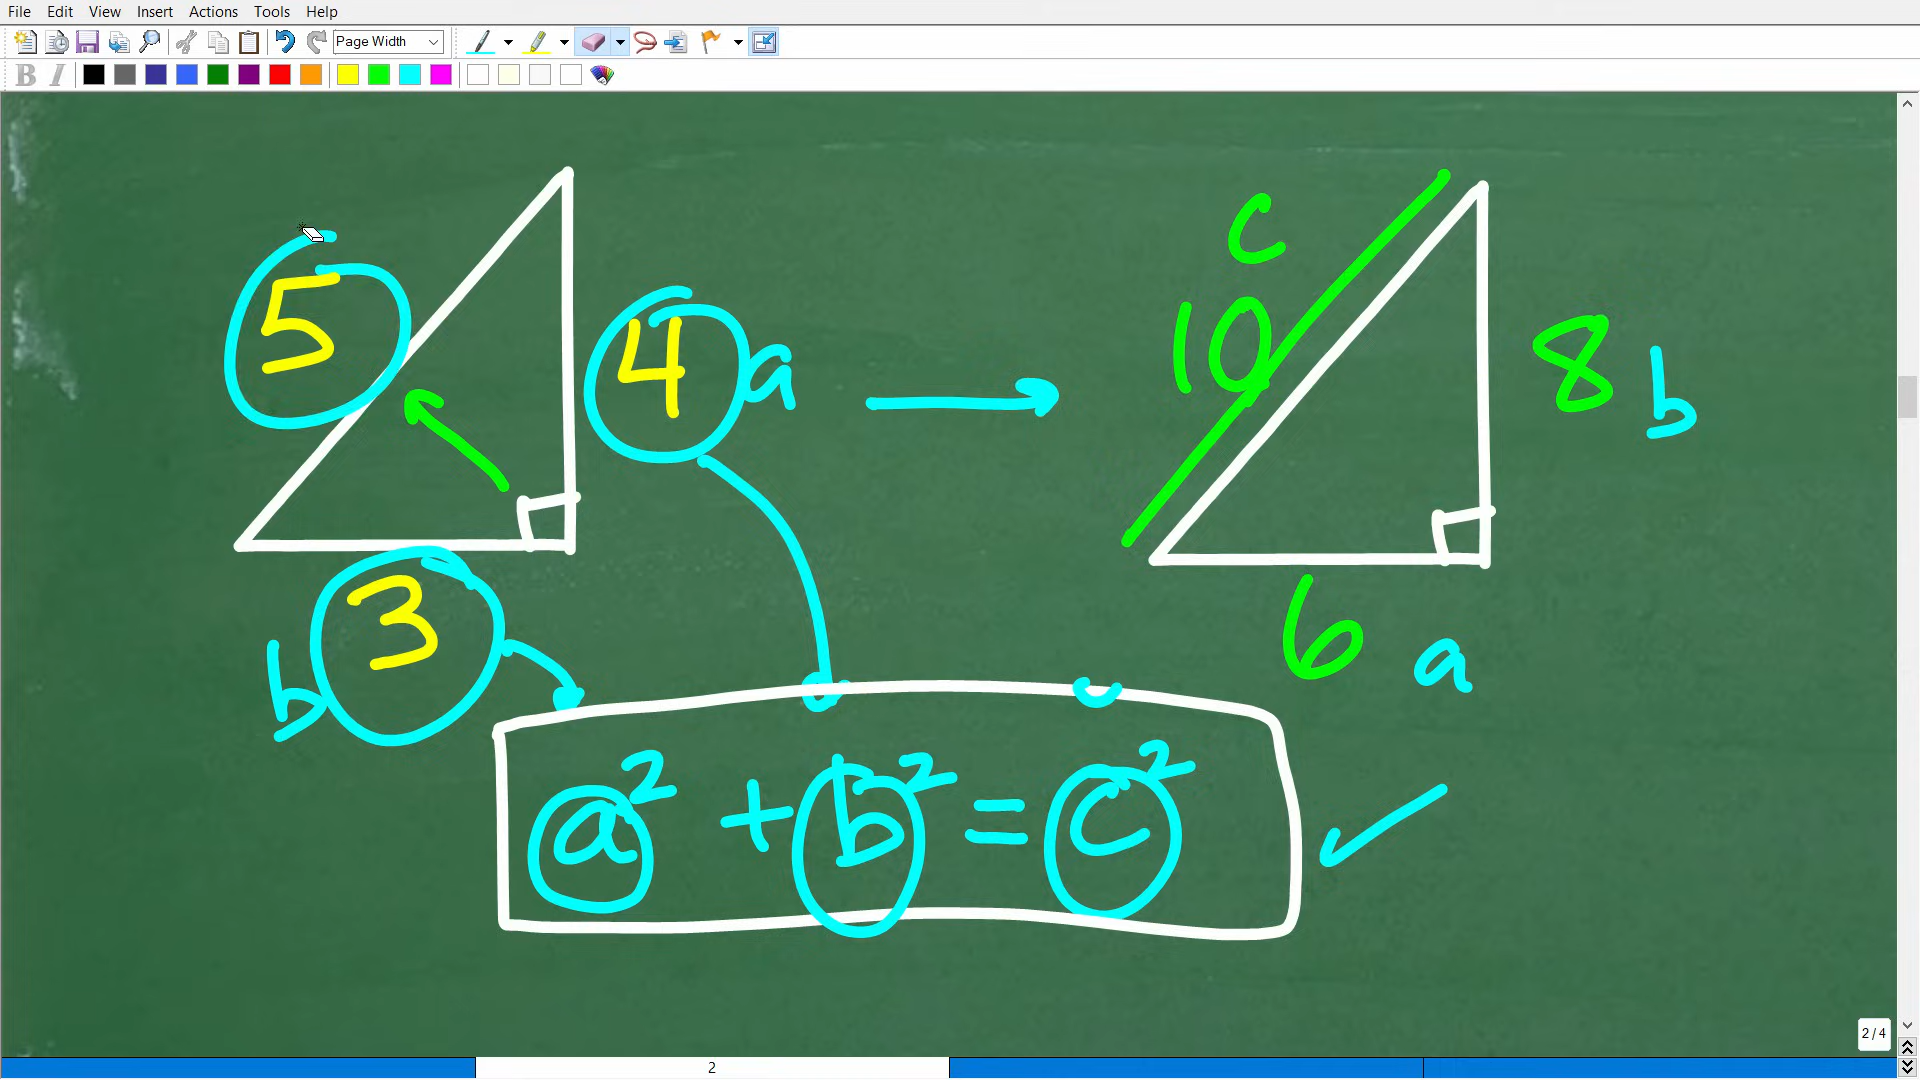 File Edit View Insert Actions Tools Help
Page Width
B I
c
5
10
4 a
8 b
3
b
6 a
a² + b² = c²
2 / 4
2